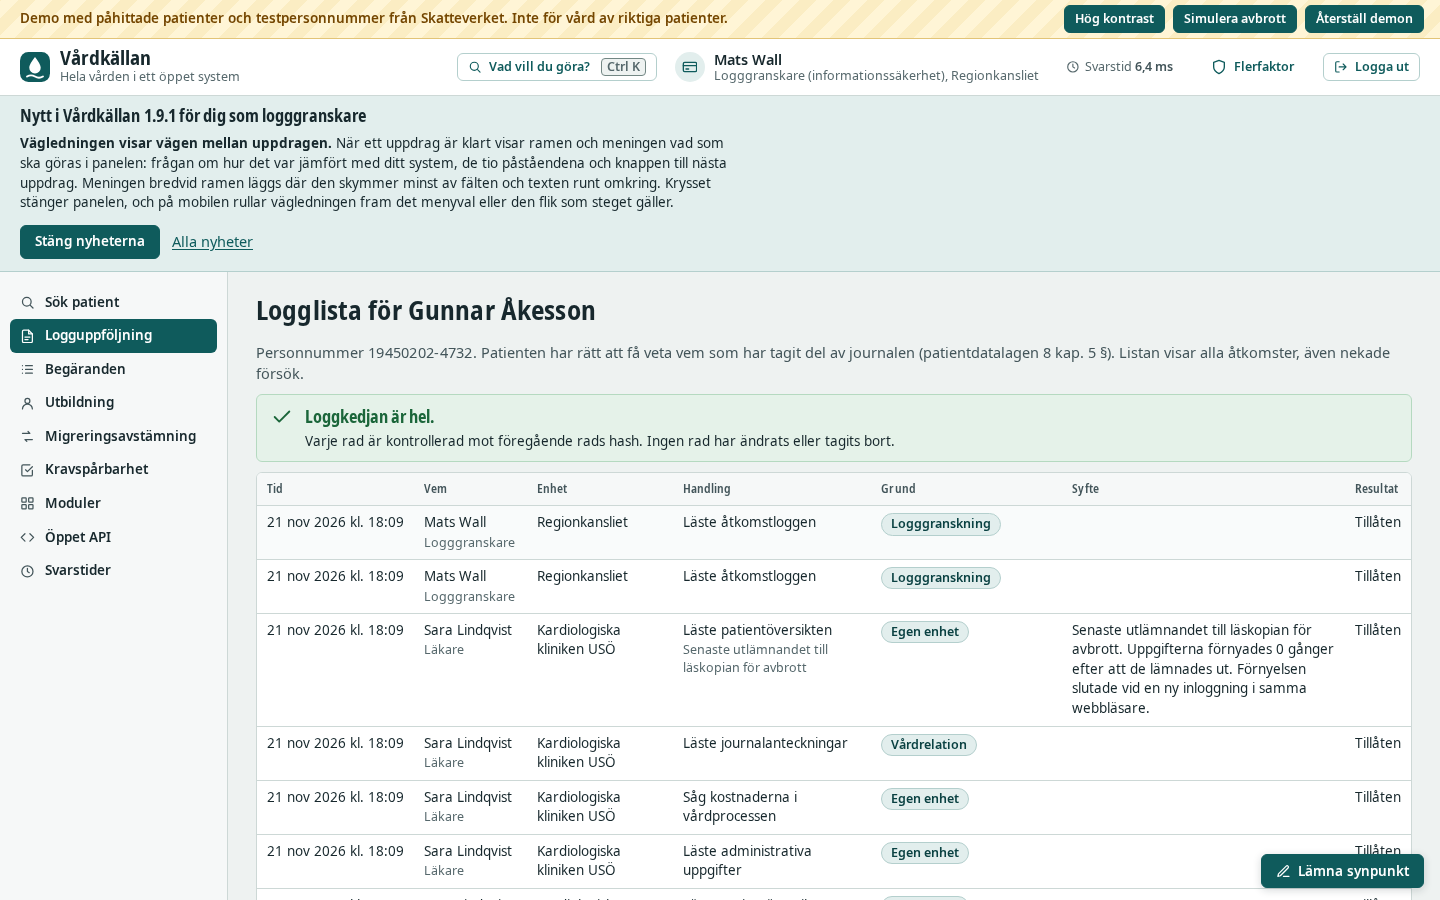 Demo med påhittade patienter och testpersonnummer från Skatteverket. Inte för vård av riktiga patienter.
Hög kontrast
Simulera avbrott
Återställ demon
Vårdkällan
Hela vården i ett öppet system
Vad vill du göra? Ctrl K
Mats Wall
Logggranskare (informationssäkerhet), Regionkansliet
Svarstid 6,4 ms
Flerfaktor
Logga ut
Nytt i Vårdkällan 1.9.1 för dig som logggranskare
Vägledningen visar vägen mellan uppdragen. När ett uppdrag är klart visar ramen och meningen vad som
ska göras i panelen: frågan om hur det var jämfört med ditt system, de tio påståendena och knappen till nästa
uppdrag. Meningen bredvid ramen läggs där den skymmer minst av fälten och texten runt omkring. Krysset
stänger panelen, och på mobilen rullar vägledningen fram det menyval eller den flik som steget gäller.
Stäng nyheterna
Alla nyheter
Sök patient
Logguppföljning
Begäranden
Utbildning
Migreringsavstämning
Kravspårbarhet
Moduler
Öppet API
Svarstider
Logglista för Gunnar Åkesson
Personnummer 19450202-4732. Patienten har rätt att få veta vem som har tagit del av journalen (patientdatalagen 8 kap. 5 §). Listan visar alla åtkomster, även nekade
försök.
Loggkedjan är hel.
Varje rad är kontrollerad mot föregående rads hash. Ingen rad har ändrats eller tagits bort.
Tid Vem Enhet Handling Grund Syfte Resultat
21 nov 2026 kl. 18:09 Mats Wall Regionkansliet Läste åtkomstloggen Logggranskning Tillåten
Logggranskare
21 nov 2026 kl. 18:09 Mats Wall Regionkansliet Läste åtkomstloggen Logggranskning Tillåten
Logggranskare
21 nov 2026 kl. 18:09 Sara Lindqvist Kardiologiska Läste patientöversikten Egen enhet Senaste utlämnandet till läskopian för Tillåten
Läkare kliniken USÖ Senaste utlämnandet till avbrott. Uppgifterna förnyades 0 gånger
läskopian för avbrott efter att de lämnades ut. Förnyelsen
slutade vid en ny inloggning i samma
webbläsare.
21 nov 2026 kl. 18:09 Sara Lindqvist Kardiologiska Läste journalanteckningar Vårdrelation Tillåten
Läkare kliniken USÖ
21 nov 2026 kl. 18:09 Sara Lindqvist Kardiologiska Såg kostnaderna i Egen enhet Tillåten
Läkare kliniken USÖ vårdprocessen
21 nov 2026 kl. 18:09 Sara Lindqvist Kardiologiska Läste administrativa Egen enhet Tillåten
Läkare kliniken USÖ uppgifter
Lämna synpunkt